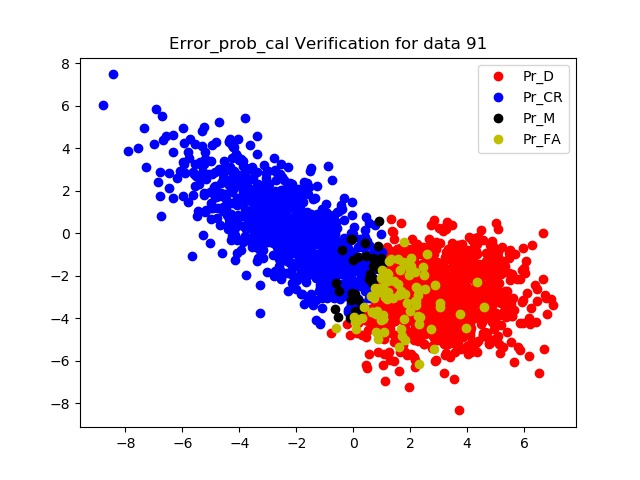 Error_prob_cal Verification for data 91
Pr_D
Pr_CR
Pr_M
Pr_FA
8
6
4
2
0
−2
−4
−6
−8
−8 −6 −4 −2 0 2 4 6